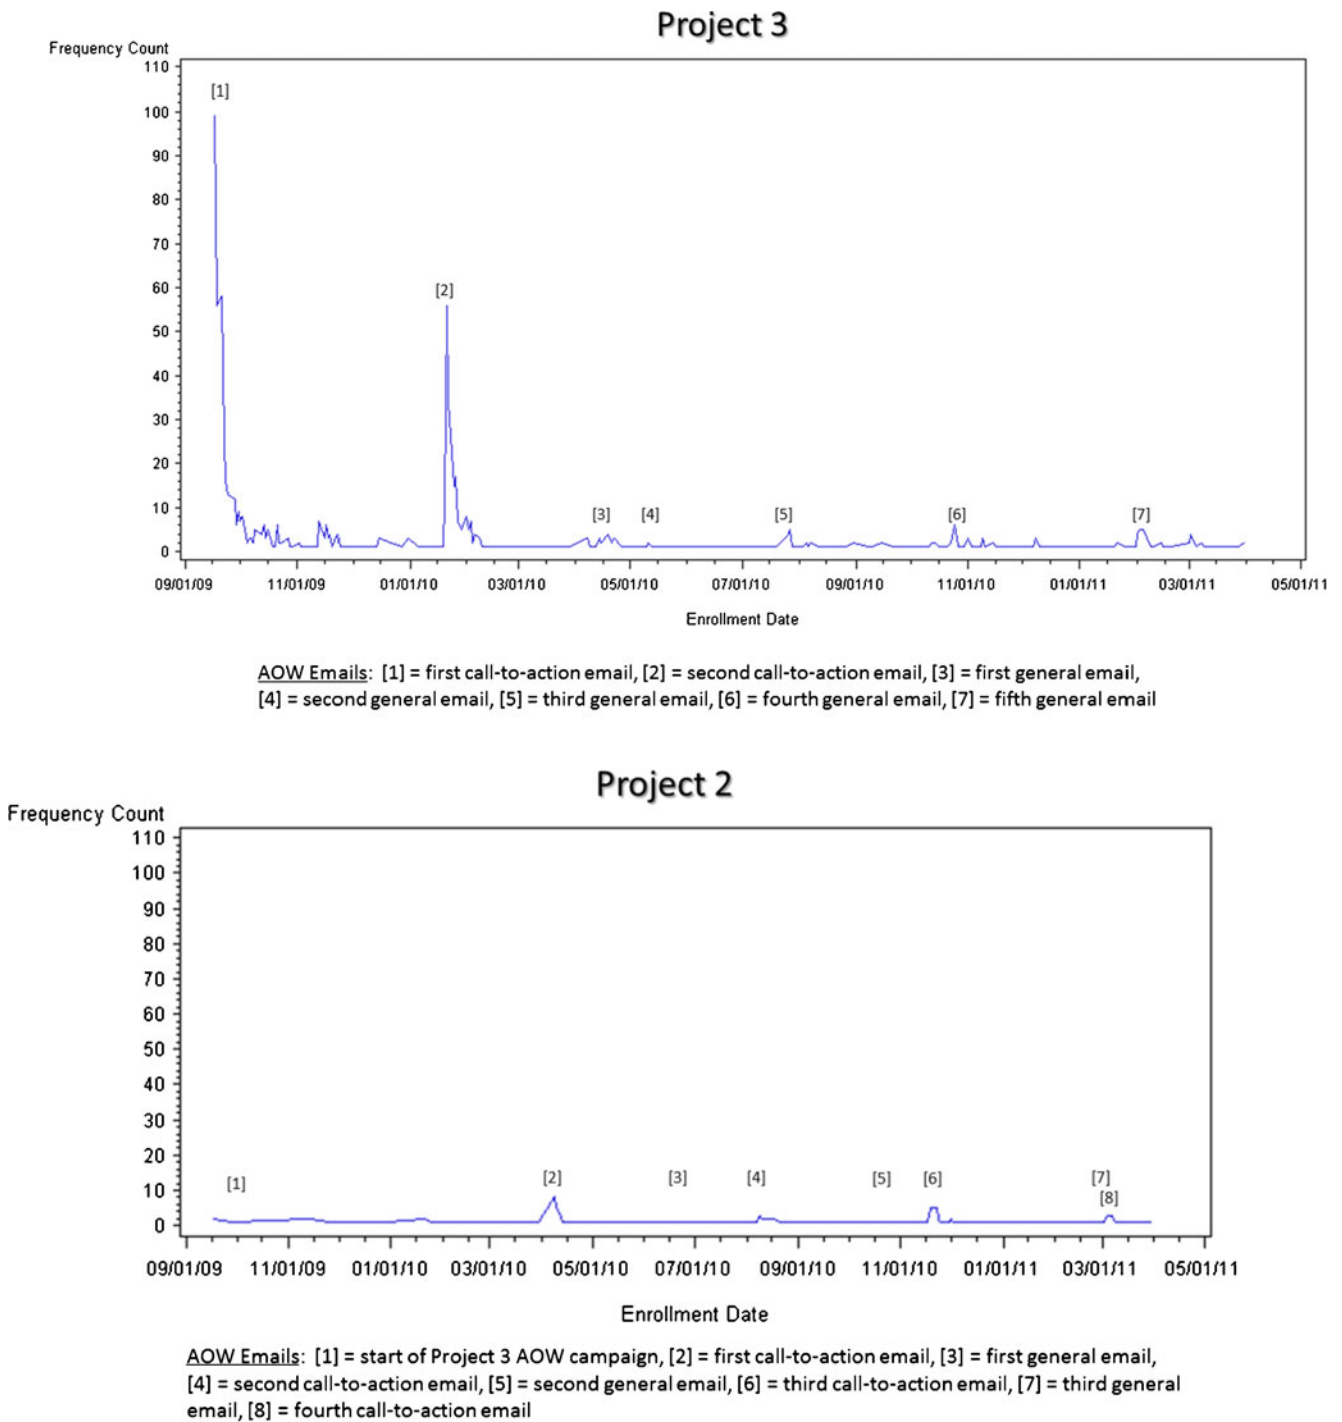 Project 3
Frequency Count
110
[1]
100
90
80
70
60
[2]
50
40
30
20
10
[3] [4] [5] [6] [7]
0
09/01/09 11/01/09 01/01/10 03/01/10 05/01/10 07/01/10 09/01/10 11/01/10 01/01/11 03/01/11 05/01/11
Enrollment Date
AOW Emails: [1] = first call-to-action email, [2] = second call-to-action email, [3] = first general email,
[4] = second general email, [5] = third general email, [6] = fourth general email, [7] = fifth general email
Project 2
Frequency Count
110
100
90
80
70
60
50
40
30
20
[1] [2] [3] [4] [5] [6] [7]
10
[8]
0
09/01/09 11/01/09 01/01/10 03/01/10 05/01/10 07/01/10 09/01/10 11/01/10 01/01/11 03/01/11 05/01/11
Enrollment Date
AOW Emails: [1] = start of Project 3 AOW campaign, [2] = first call-to-action email, [3] = first general email,
[4] = second call-to-action email, [5] = second general email, [6] = third call-to-action email, [7] = third general
email, [8] = fourth call-to-action email